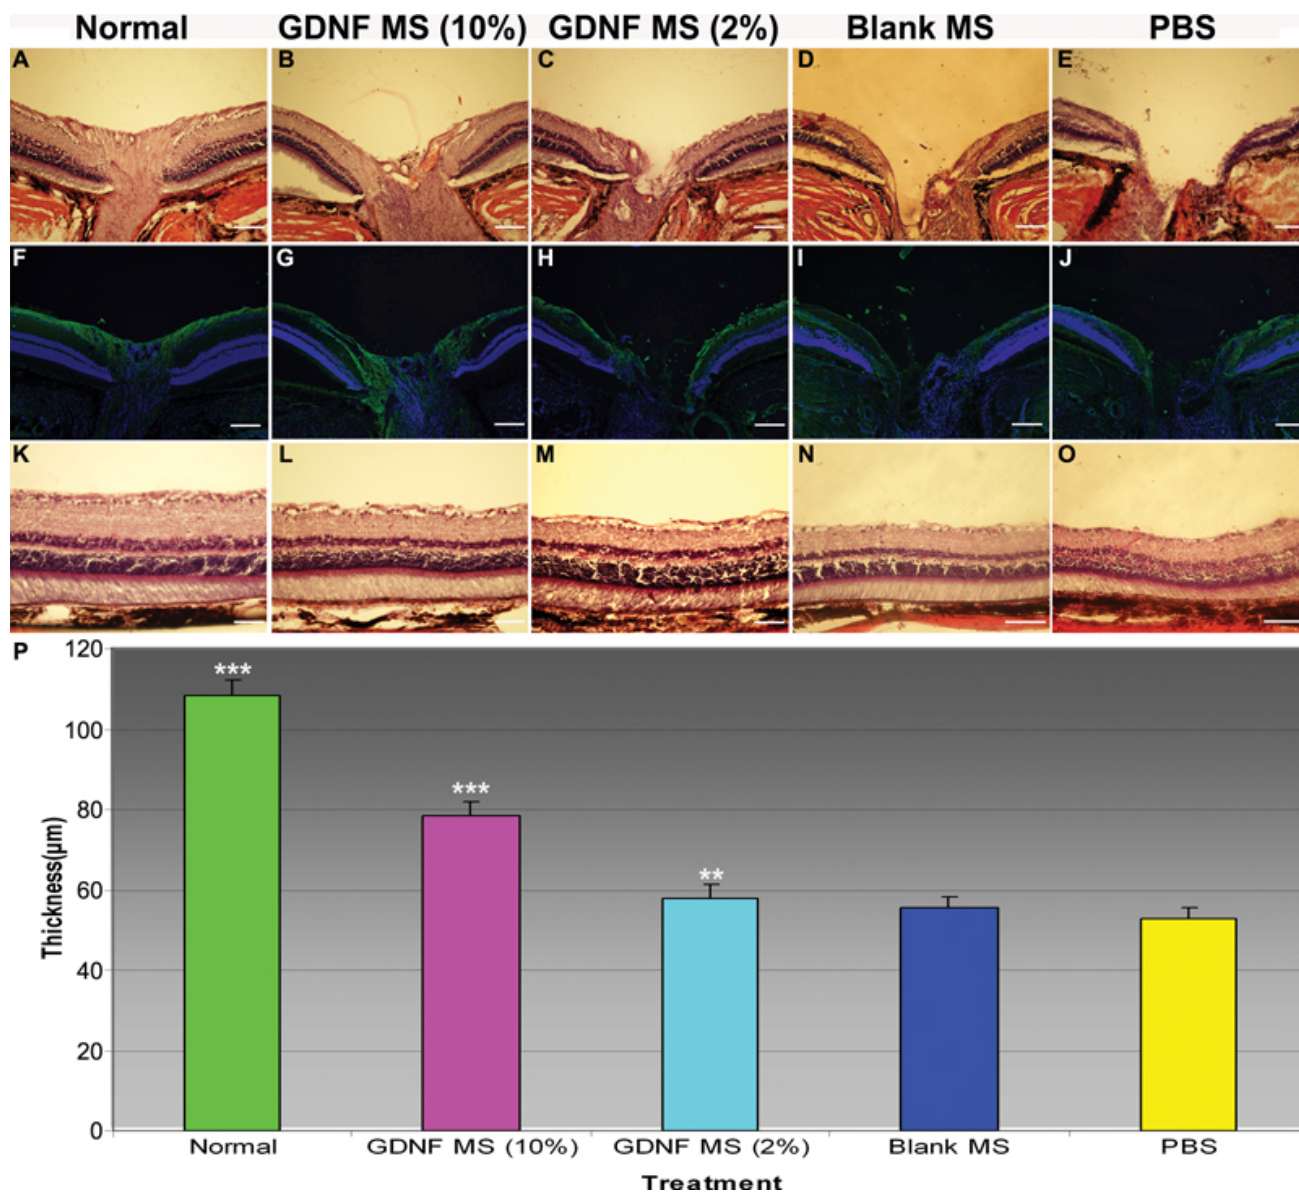 Normal GDNF MS (10%) GDNF MS (2%) Blank MS PBS
A B C D E
F G H I J
K L M N O
P
120
100
80
60
40
20
0
Thickness(µm)
***
***
**
Normal GDNF MS (10%) GDNF MS (2%) Blank MS PBS
Treatment